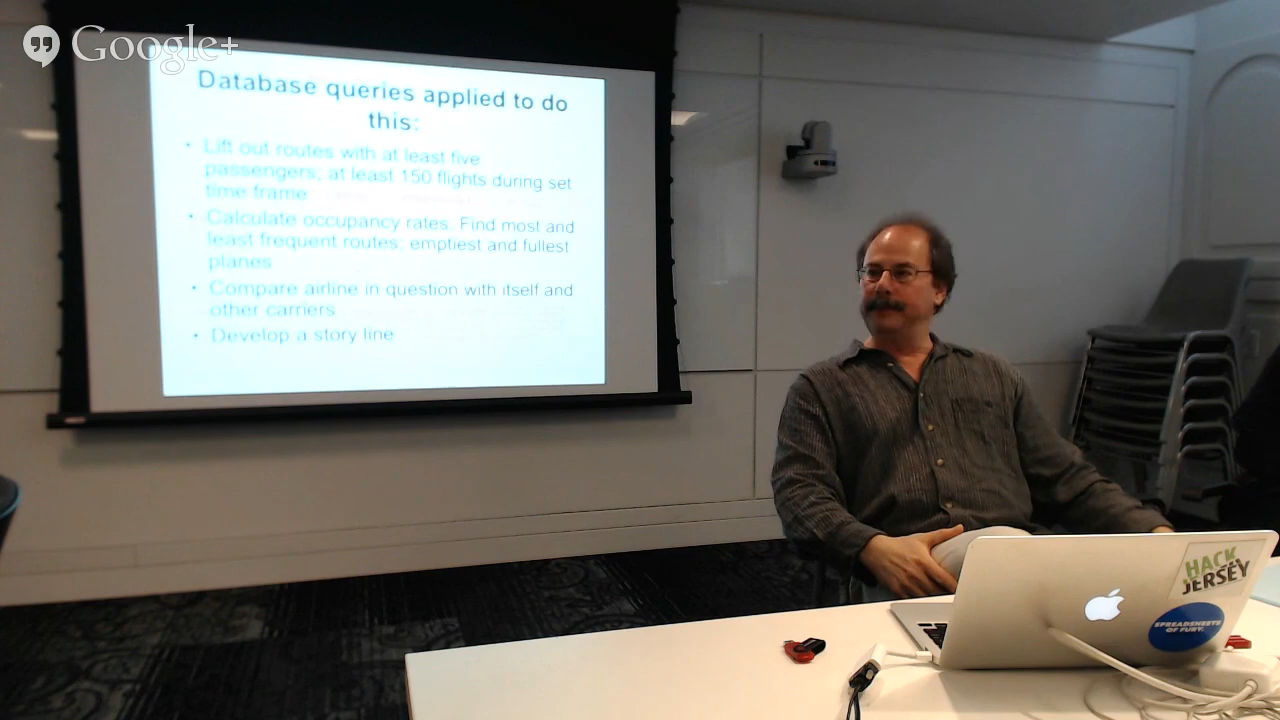 Google+
Database queries applied to do
this:
• Lift out routes with at least five
passengers; at least 150 flights during set
time frame
• Calculate occupancy rates. Find most and
least frequent routes; emptiest and fullest
planes
• Compare airline in question with itself and
other carriers
• Develop a story line
HACK
JERSEY
SPREADSHEETS
OF FURY.